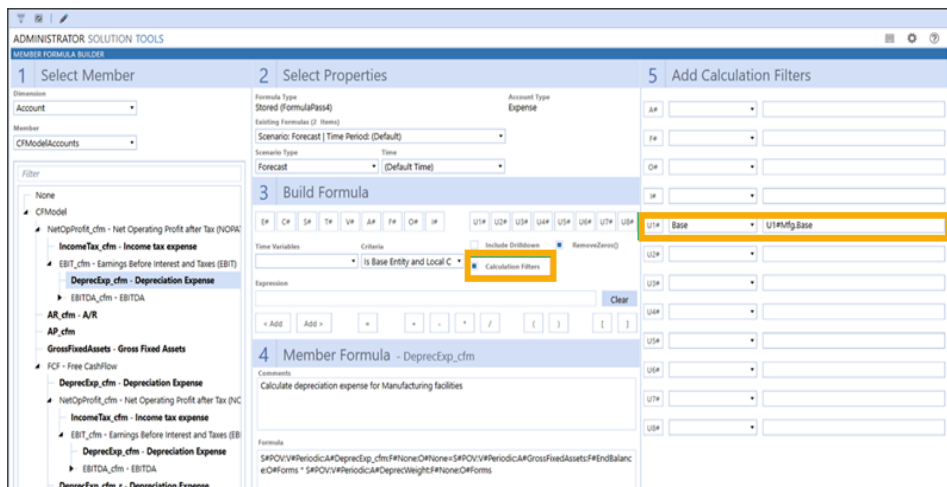 ADMINISTRATOR SOLUTION TOOLS
MEMBER FORMULA BUILDER
1 Select Member
Dimension
Account
Member
CFModelAccounts
Filter
None
CFModel
NetOpProfit_cfm - Net Operating Profit after Tax (NOPA
IncomeTax_cfm - Income tax expense
EBIT_cfm - Earnings Before Interest and Taxes (EBIT)
DeprecExp_cfm - Depreciation Expense
EBITDA_cfm - EBITDA
AR_cfm - A/R
AP_cfm
GrossFixedAssets - Gross Fixed Assets
FCF - Free CashFlow
DeprecExp_cfm - Depreciation Expense
NetOpProfit_cfm - Net Operating Profit after Tax (NC
IncomeTax_cfm - Income tax expense
EBIT_cfm - Earnings Before Interest and Taxes (EB
DeprecExp_cfm - Depreciation Expense
EBITDA_cfm - EBITDA
DeprecExp_cfm_s - Depreciation Expense
2 Select Properties
Formula Type
Stored (FormulaPass4)
Account Type
Expense
Existing Formulas (2 Items)
Scenario: Forecast | Time Period: (Default)
Scenario Type
Time
Forecast
(Default Time)
3 Build Formula
E# C# S# T# V# A# F# O# I# U1# U2# U3# U4# U5# U6# U7# U8#
Time Variables
Criteria
Include Drilldown
RemoveZeros()
Is Base Entity and Local C
Calculation Filters
Expression
Clear
< Add Add > = + - * / ( ) [ ]
4 Member Formula - DeprecExp_cfm
Comments
Calculate depreciation expense for Manufacturing facilities
Formula
S#POV:V#Periodic:A#DeprecExp_cfm:F#None:O#None=S#POV:V#Periodic:A#GrossFixedAssets:F#EndBalanc
e:O#Forms * S#POV:V#Periodic:A#DeprecWeight:F#None:O#Forms
5 Add Calculation Filters
A#
F#
O#
I#
U1# Base U1#Mfg.Base
U2#
U3#
U4#
U5#
U6#
U7#
U8#